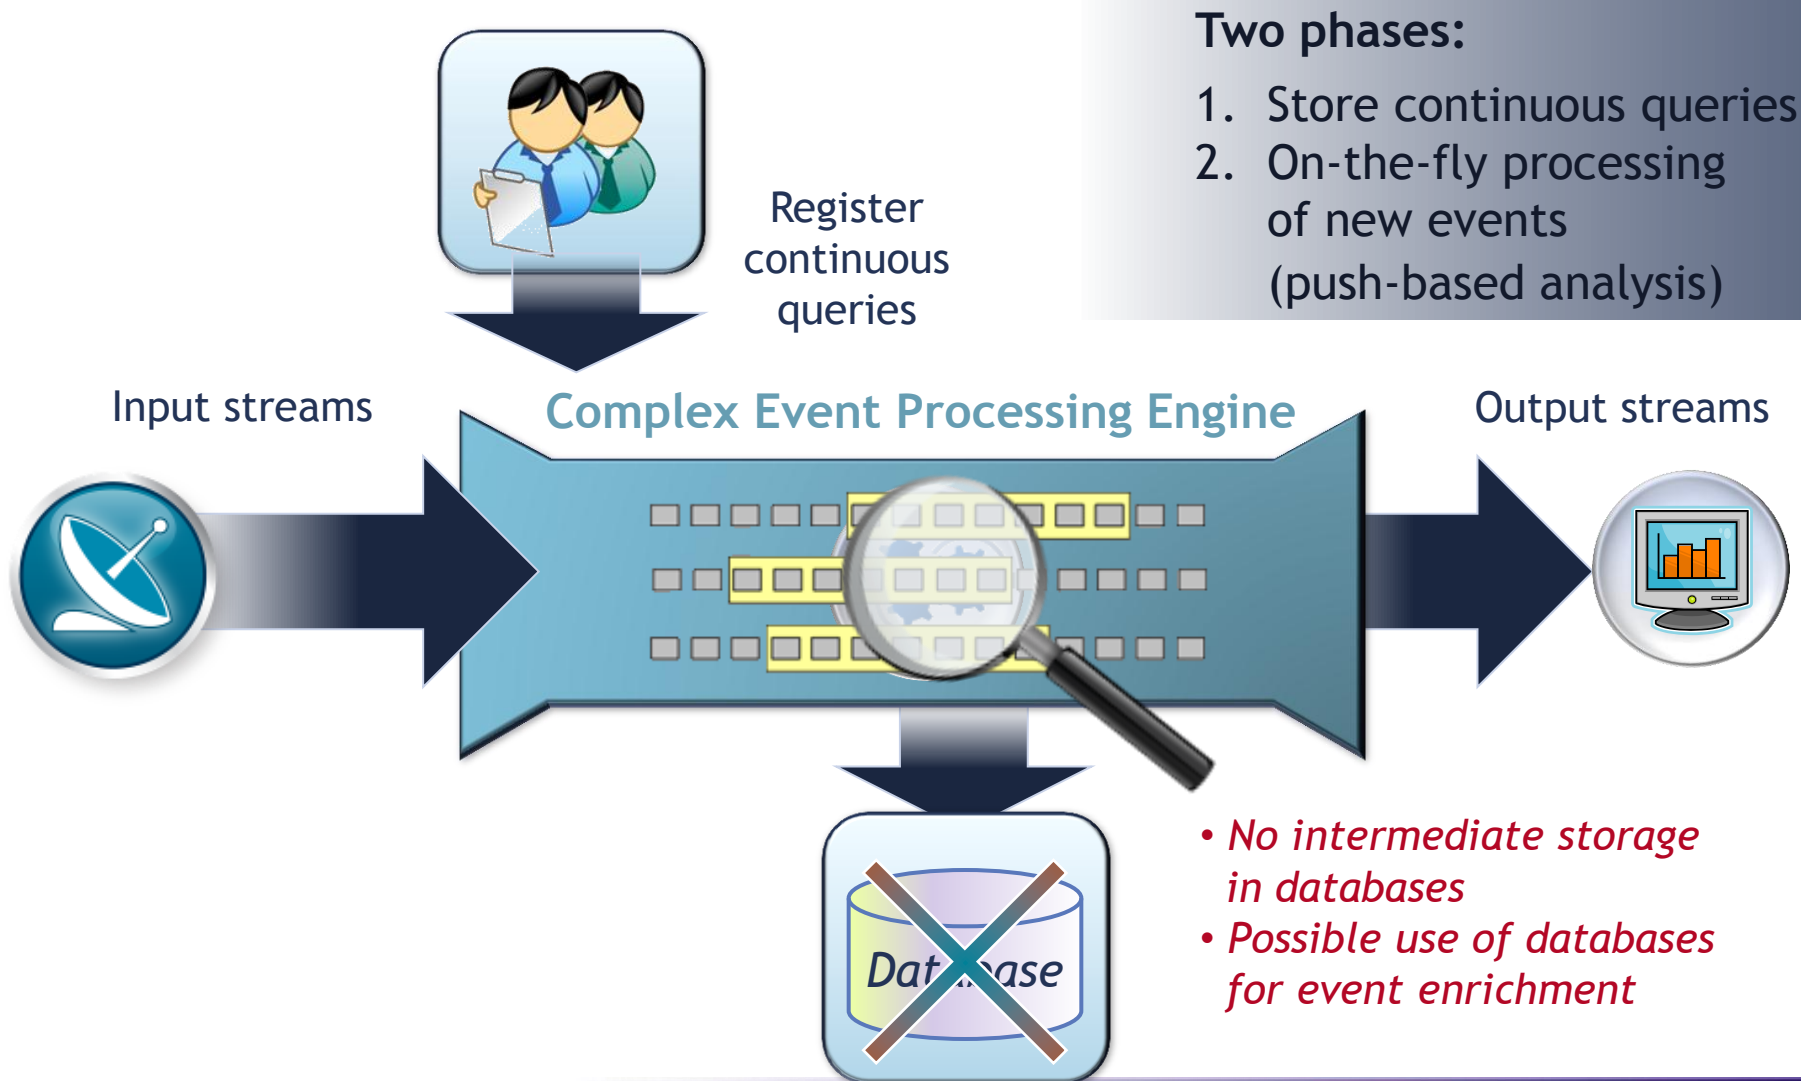 Two phases:
1. Store continuous queries
2. On-the-fly processing
of new events
(push-based analysis)
Register
continuous
queries
Input streams
Complex Event Processing Engine
Output streams
• No intermediate storage
in databases
• Possible use of databases
for event enrichment
Database